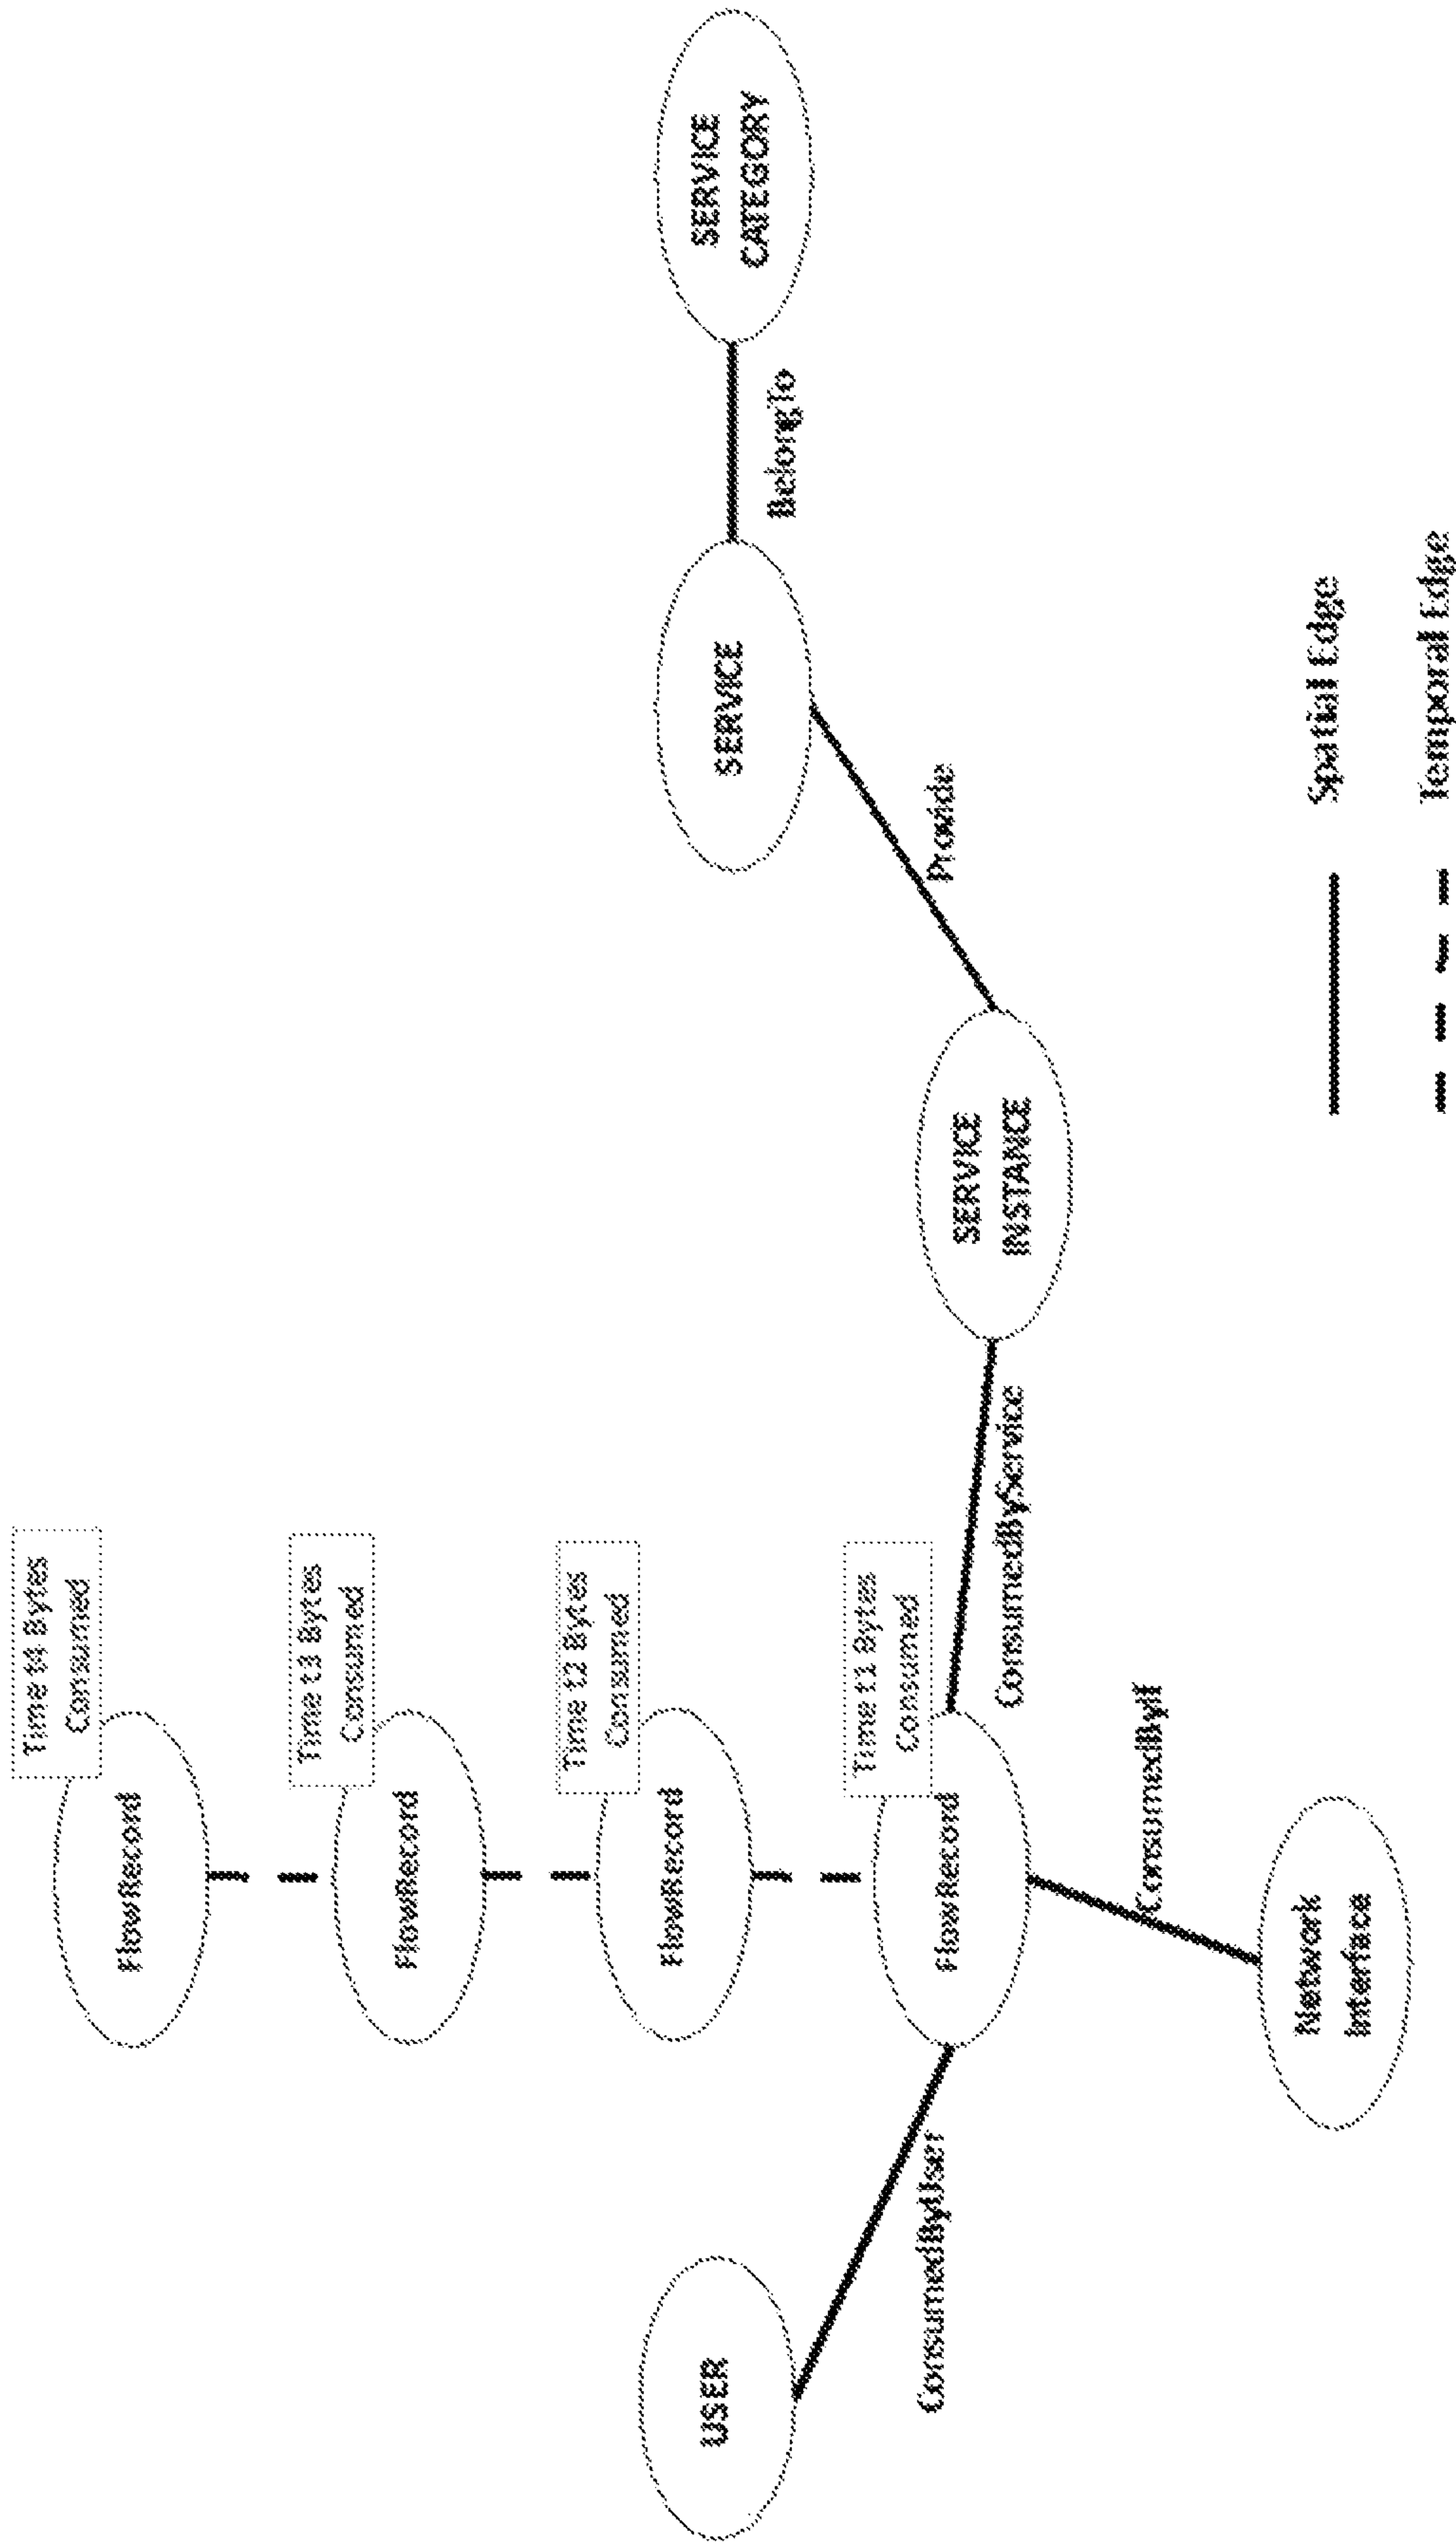 Time t4 Bytes
Consumed
FlowRecord
Time t3 Bytes
Consumed
FlowRecord
Time t2 Bytes
Consumed
FlowRecord
USER
SERVICE
SERVICE
CATEGORY
BelongTo
Time t1 Bytes
Consumed
ConsumedByUser
FlowRecord
Provide
SERVICE
INSTANCE
ConsumedByService
ConsumedByIf
Network
Interface
Spatial Edge
Temporal Edge